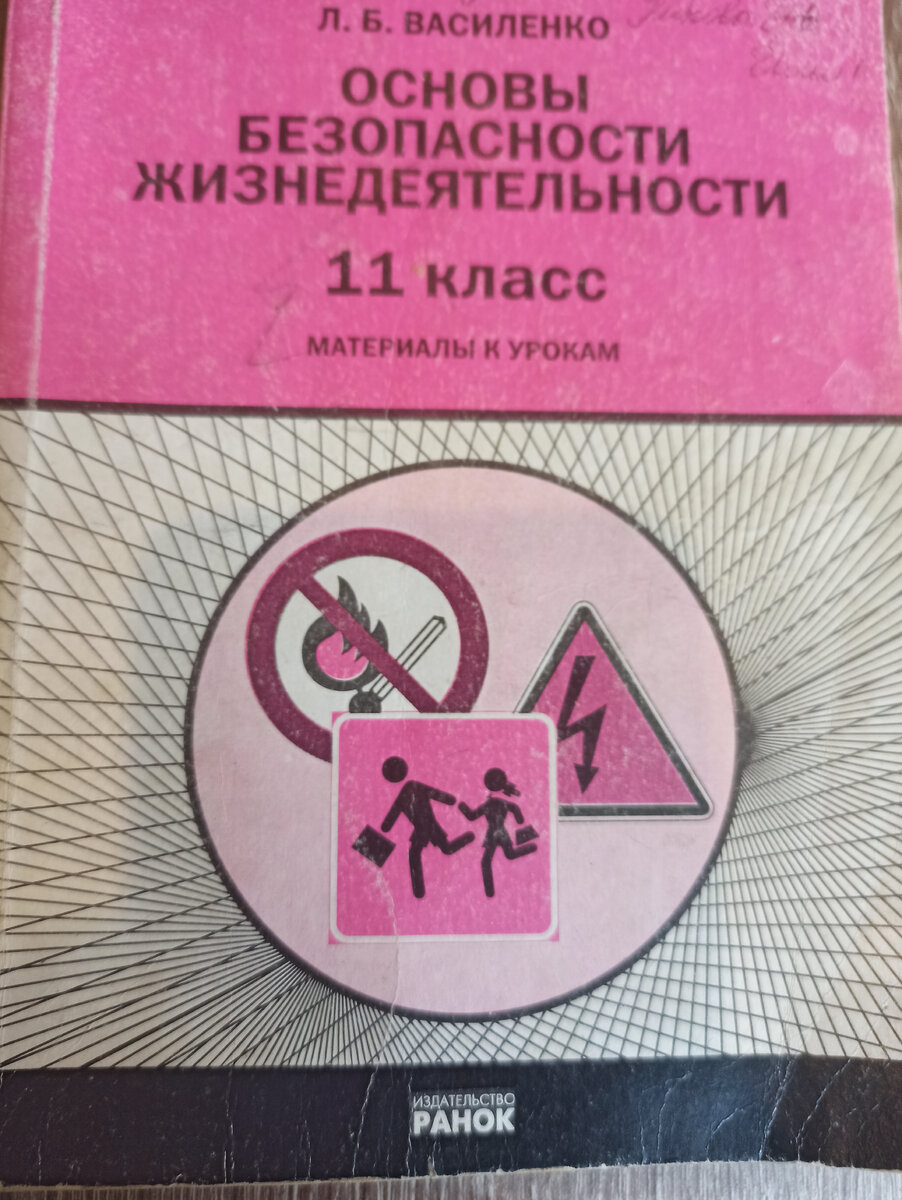 Л. Б. ВАСИЛЕНКО
ОСНОВЫ
БЕЗОПАСНОСТИ
ЖИЗНЕДЕЯТЕЛЬНОСТИ
11 класс
МАТЕРИАЛЫ К УРОКАМ
ИЗДАТЕЛЬСТВО
РАНОК